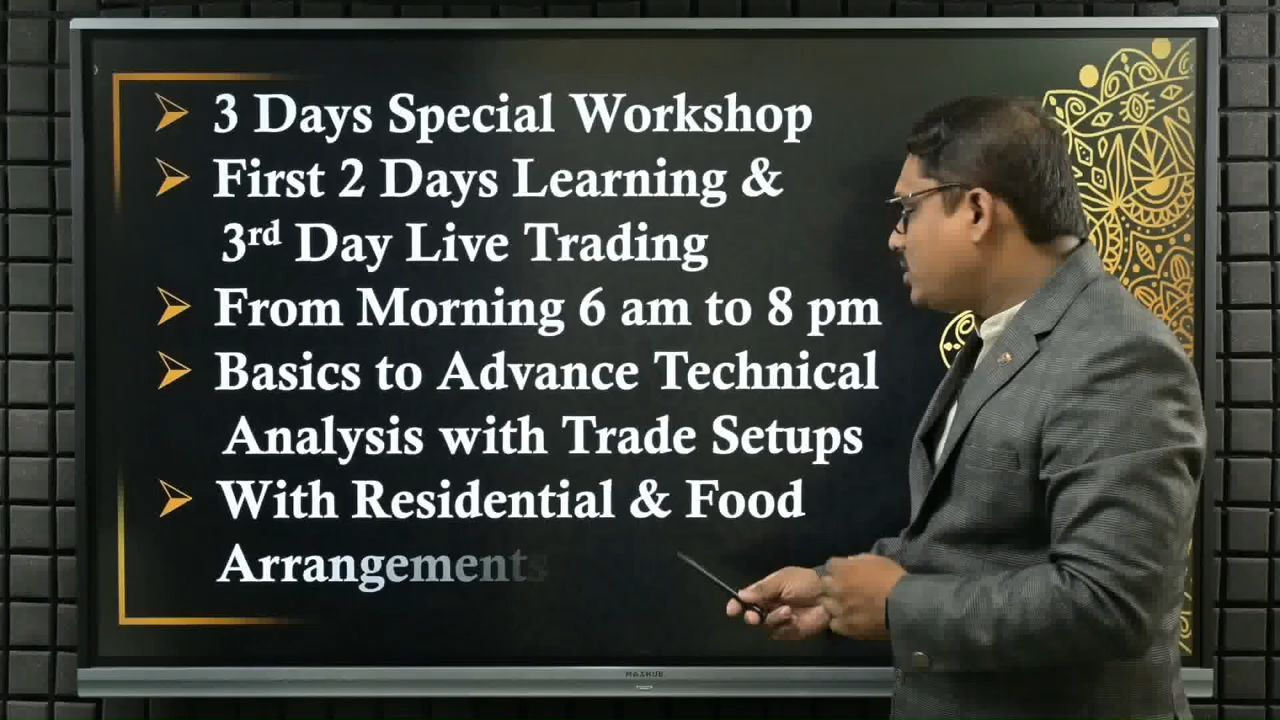 3 Days Special Workshop
First 2 Days Learning &
3rd Day Live Trading
From Morning 6 am to 8 pm
Basics to Advance Technical
Analysis with Trade Setups
With Residential & Food
Arrangements
MAXHUB